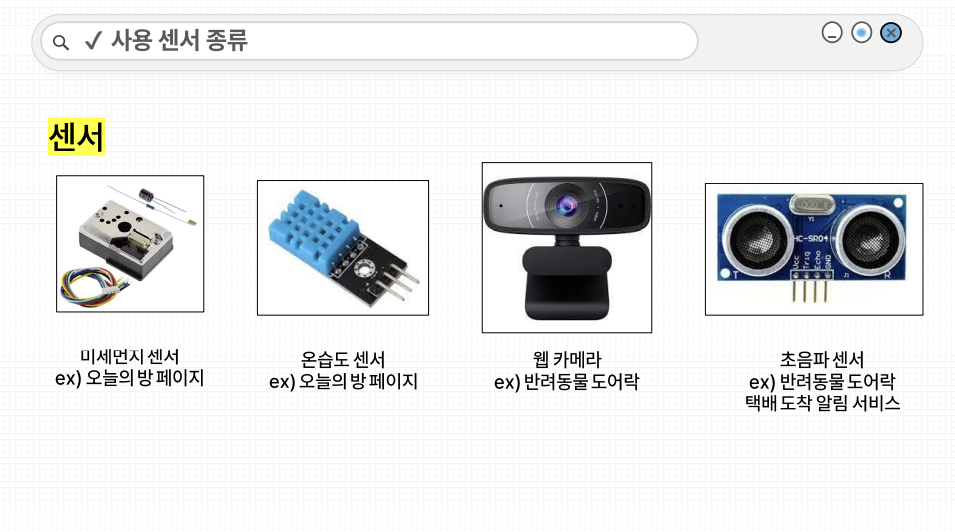 ✓ 사용 센서 종류
센서
미세먼지 센서
ex) 오늘의 방 페이지
온습도 센서
ex) 오늘의 방 페이지
웹 카메라
ex) 반려동물 도어락
HC-SR04
Vcc
Trig
Echo
GND
T
R
Y1
J1
초음파 센서
ex) 반려동물 도어락
택배 도착 알림 서비스